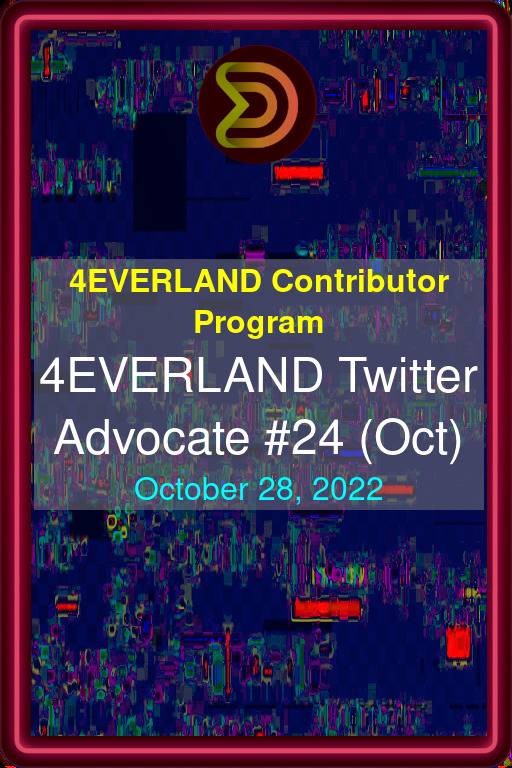 4EVERLAND Contributor
Program
4EVERLAND Twitter
Advocate #24 (Oct)
October 28, 2022